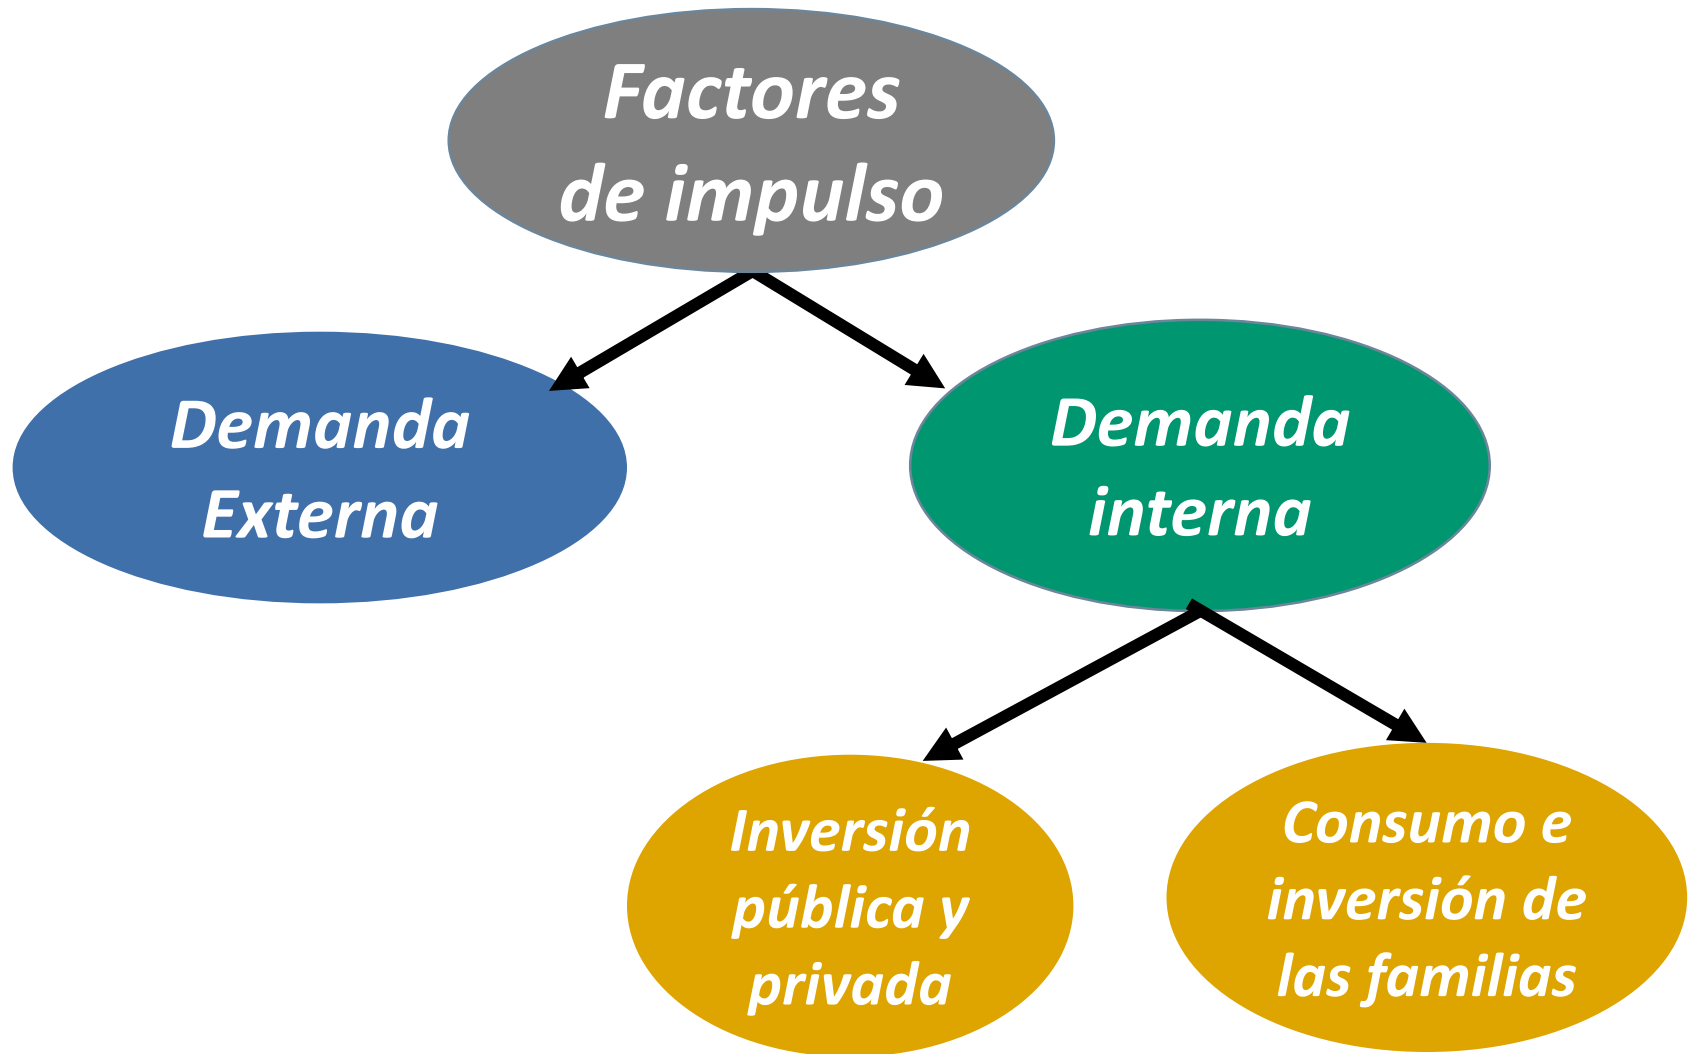 Factores
de impulso
Demanda
Externa
Demanda
interna
Inversión
pública y
privada
Consumo e
inversión de
las familias